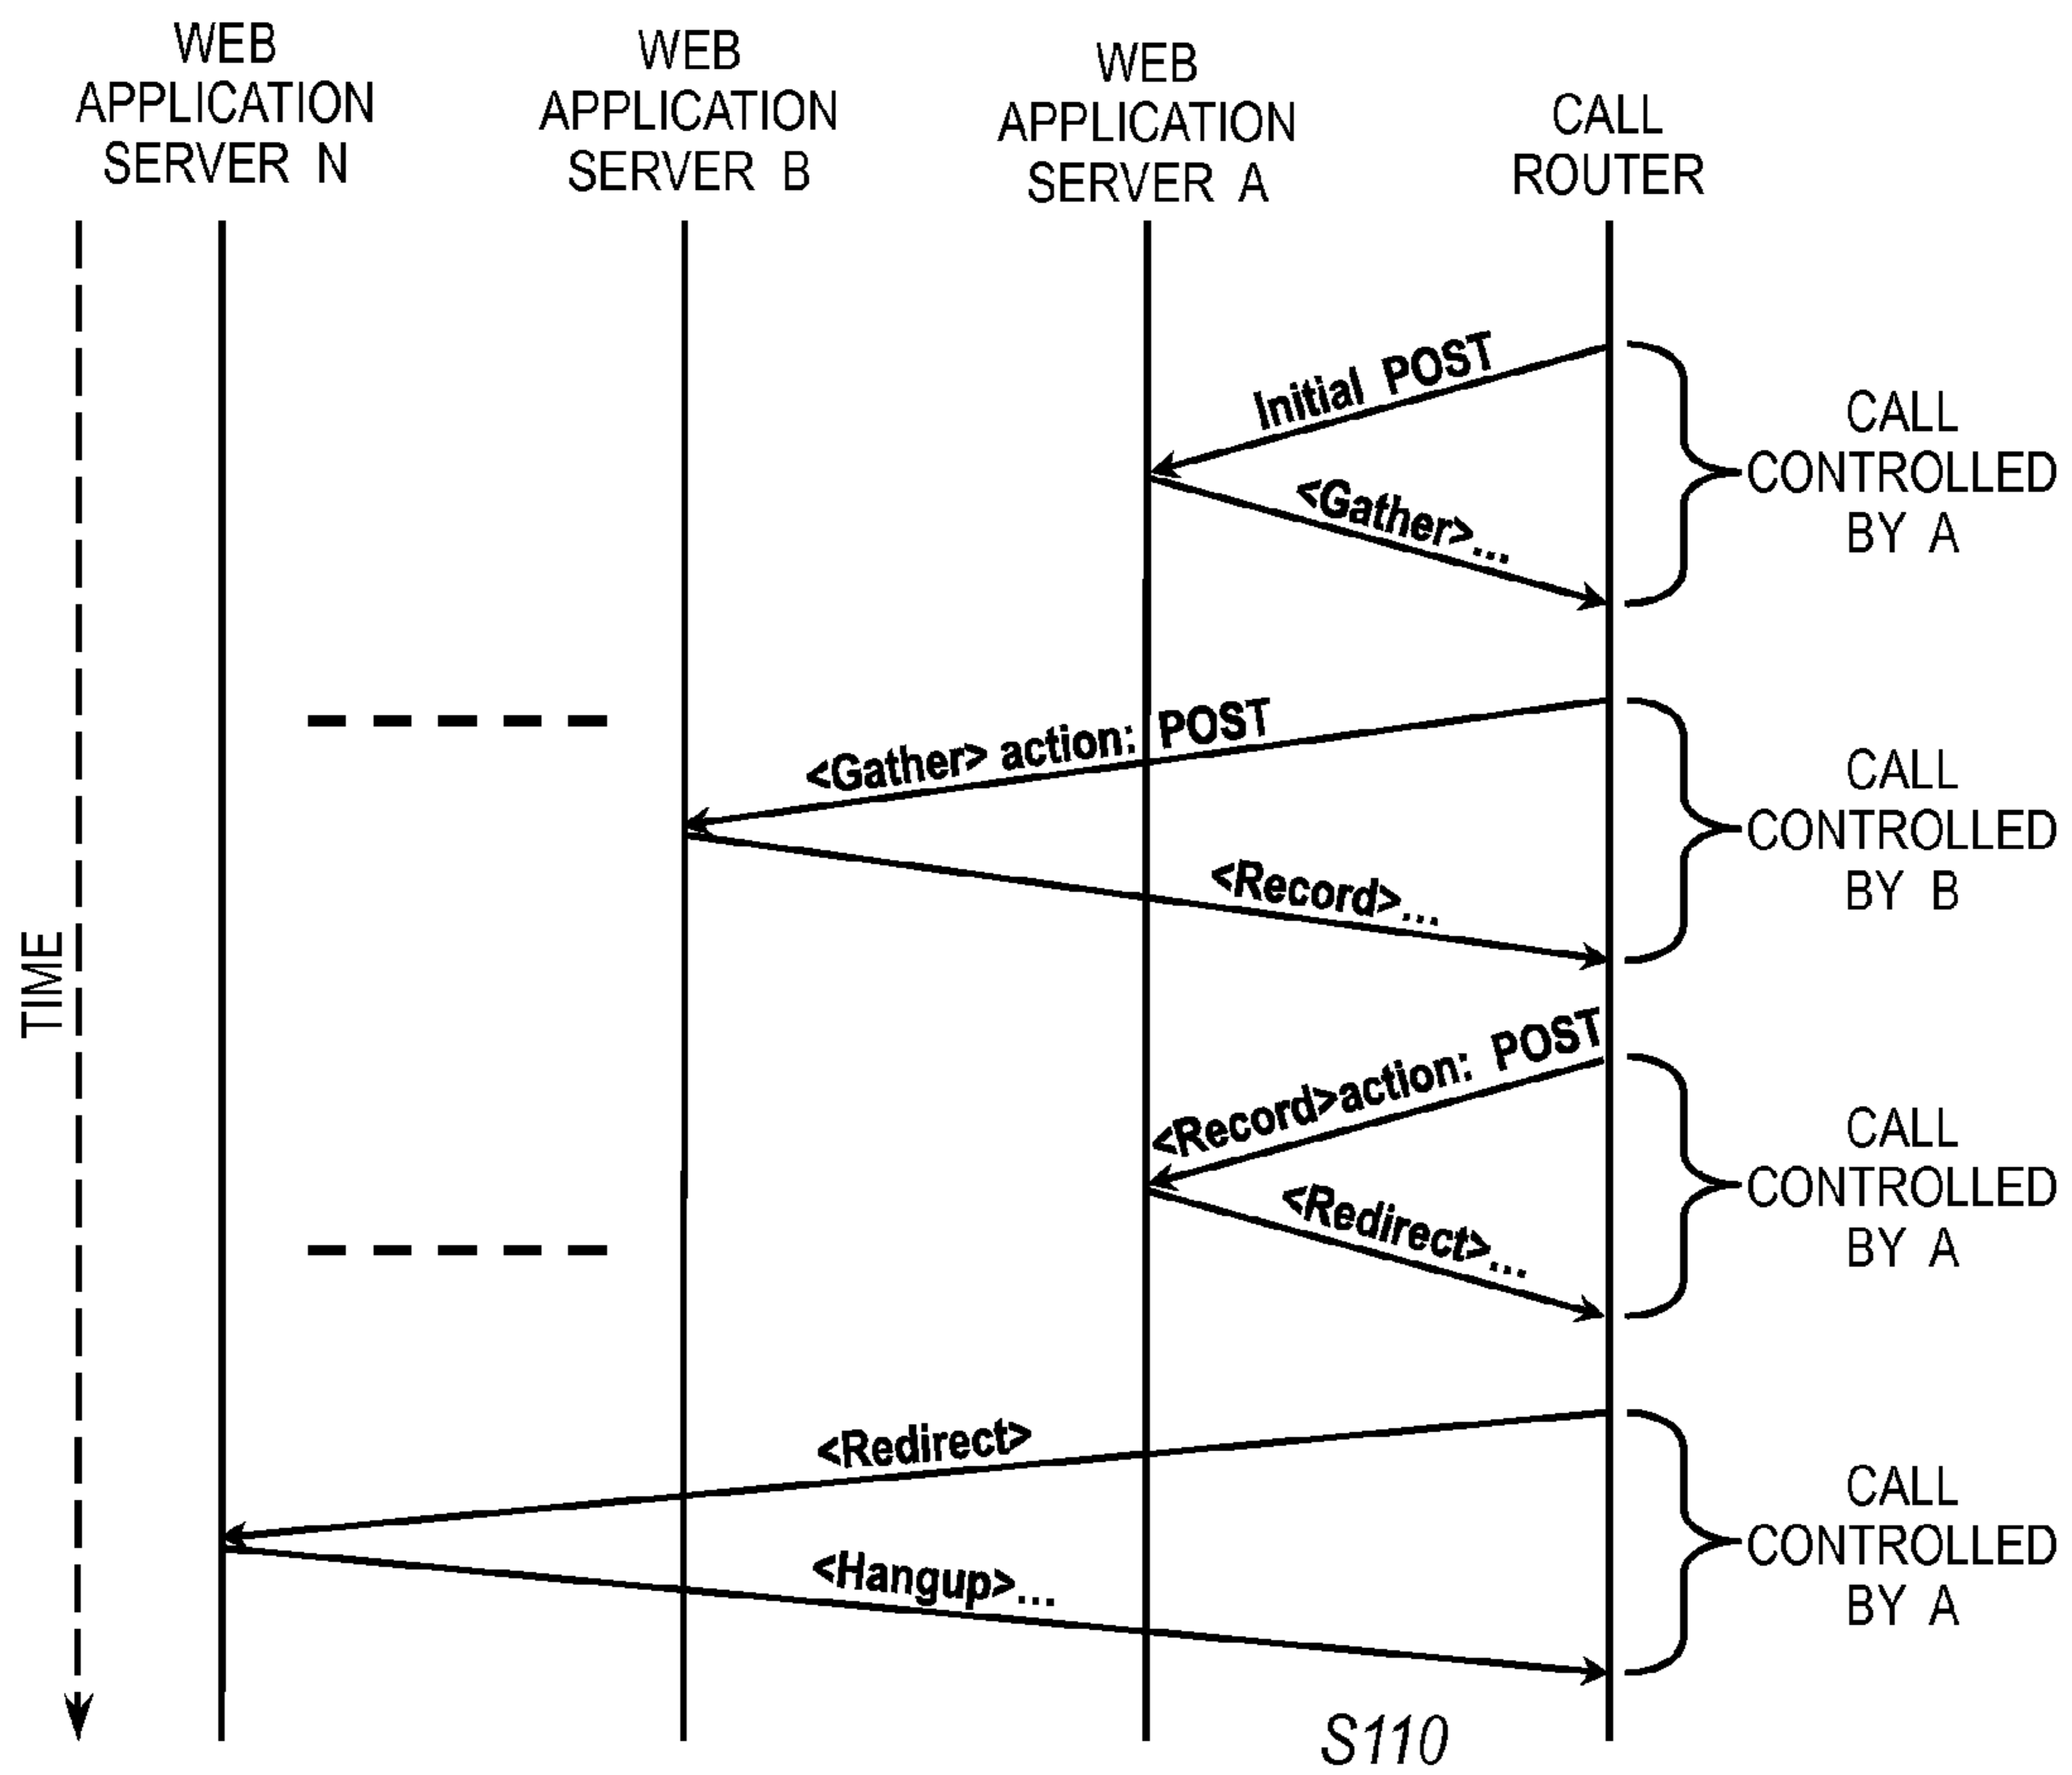 WEB
APPLICATION
SERVER N
WEB
APPLICATION
SERVER B
WEB
APPLICATION
SERVER A
CALL
ROUTER
Initial POST
<Gather>...
CALL
CONTROLLED
BY A
<Gather> action: POST
<Record>...
CALL
CONTROLLED
BY B
TIME
<Record>action: POST
<Redirect>...
CALL
CONTROLLED
BY A
<Redirect>
<Hangup>...
CALL
CONTROLLED
BY A
S110